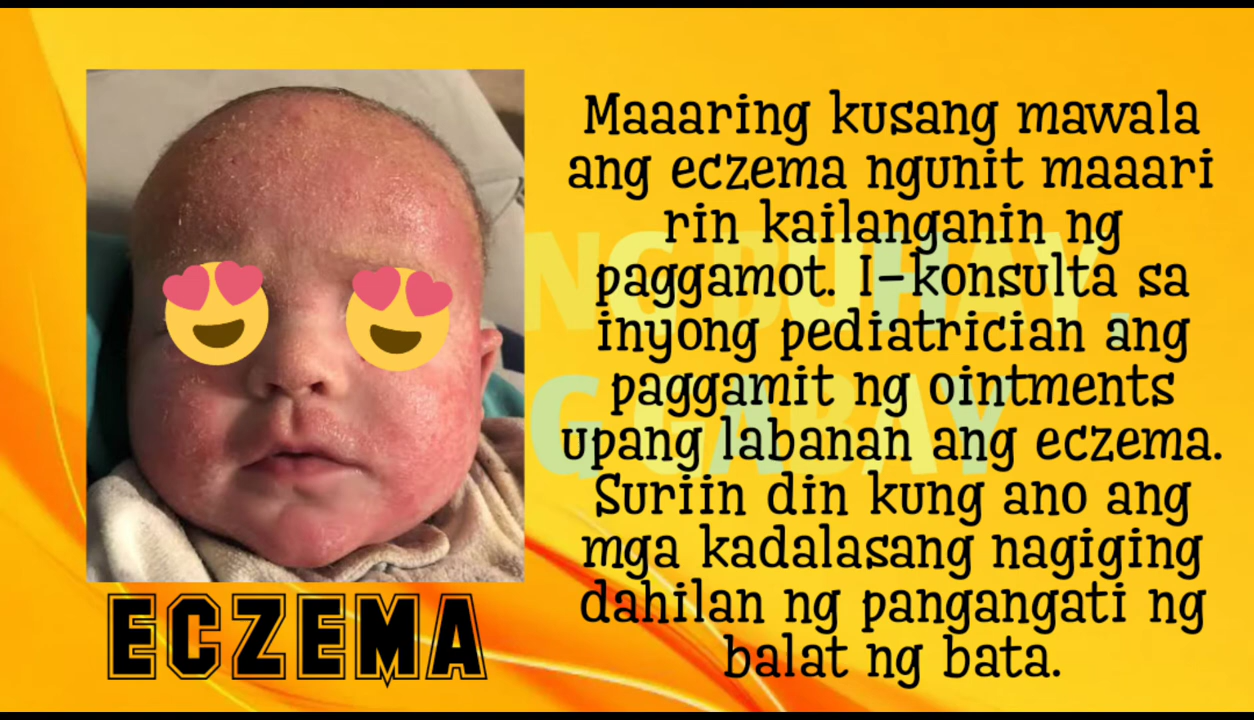 Maaaring kusang mawala
ang eczema ngunit maaari
rin kailanganin ng
paggamot. I-konsulta sa
inyong pediatrician ang
paggamit ng ointments
upang labanan ang eczema.
Suriin din kung ano ang
mga kadalasang nagiging
dahilan ng pangangati ng
balat ng bata.
ECZEMA